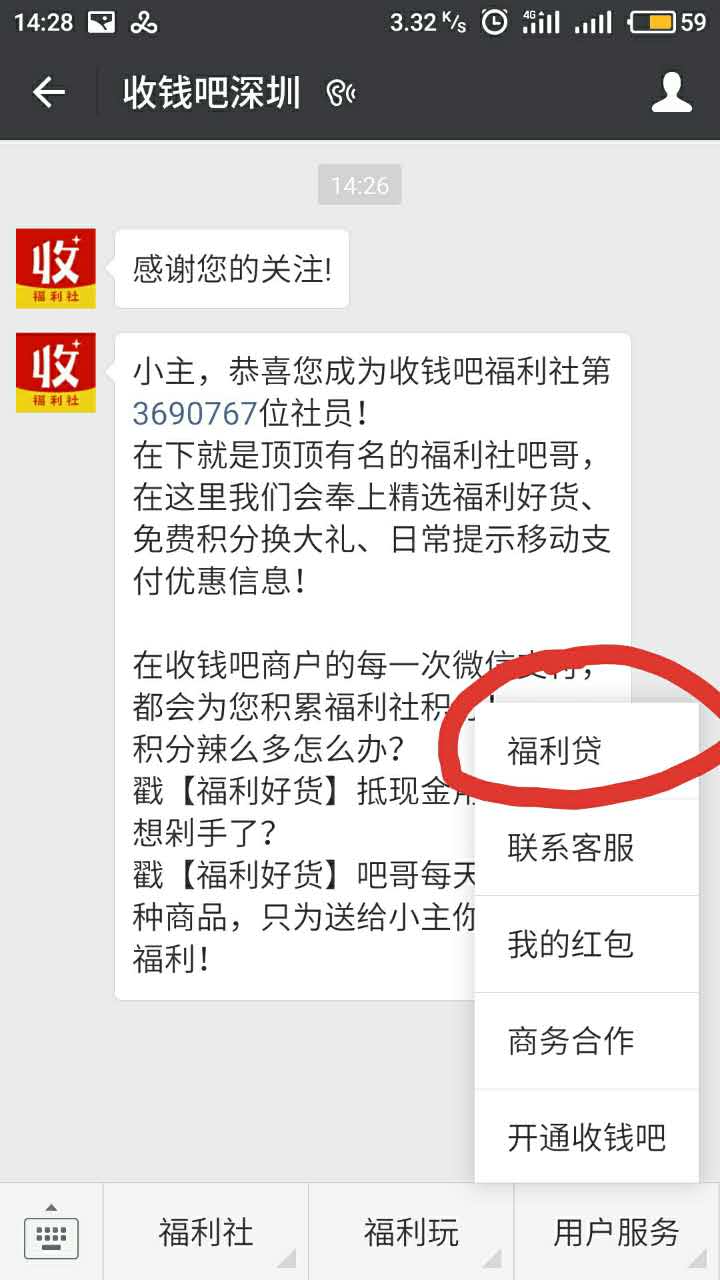 14:28
3.32 K/s
4G
59
收钱吧深圳
14:26
收
福利社
感谢您的关注!
收
福利社
小主，恭喜您成为收钱吧福利社第
3690767位社员！
在下就是顶顶有名的福利社吧哥，
在这里我们会奉上精选福利好货、
免费积分换大礼、日常提示移动支
付优惠信息！
在收钱吧商户的每一次微信支付，
都会为您积累福利社积
积分辣么多怎么办？
戳【福利好货】抵现金
想剁手了？
戳【福利好货】吧哥每天
种商品，只为送给小主你
福利！
福利贷
联系客服
我的红包
商务合作
开通收钱吧
福利社
福利玩
用户服务